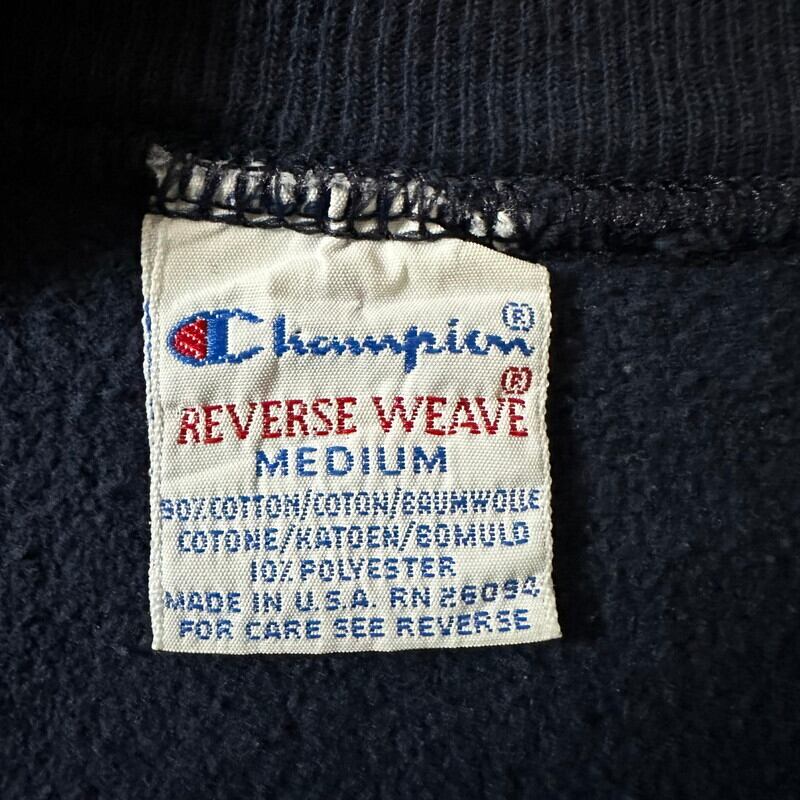 Champion®
REVERSE WEAVE®
MEDIUM
90% COTTON/COTON/BAUMWOLLE
COTONE/KATOEN/BOMULD
10% POLYESTER
MADE IN U.S.A. RN 26094
FOR CARE SEE REVERSE